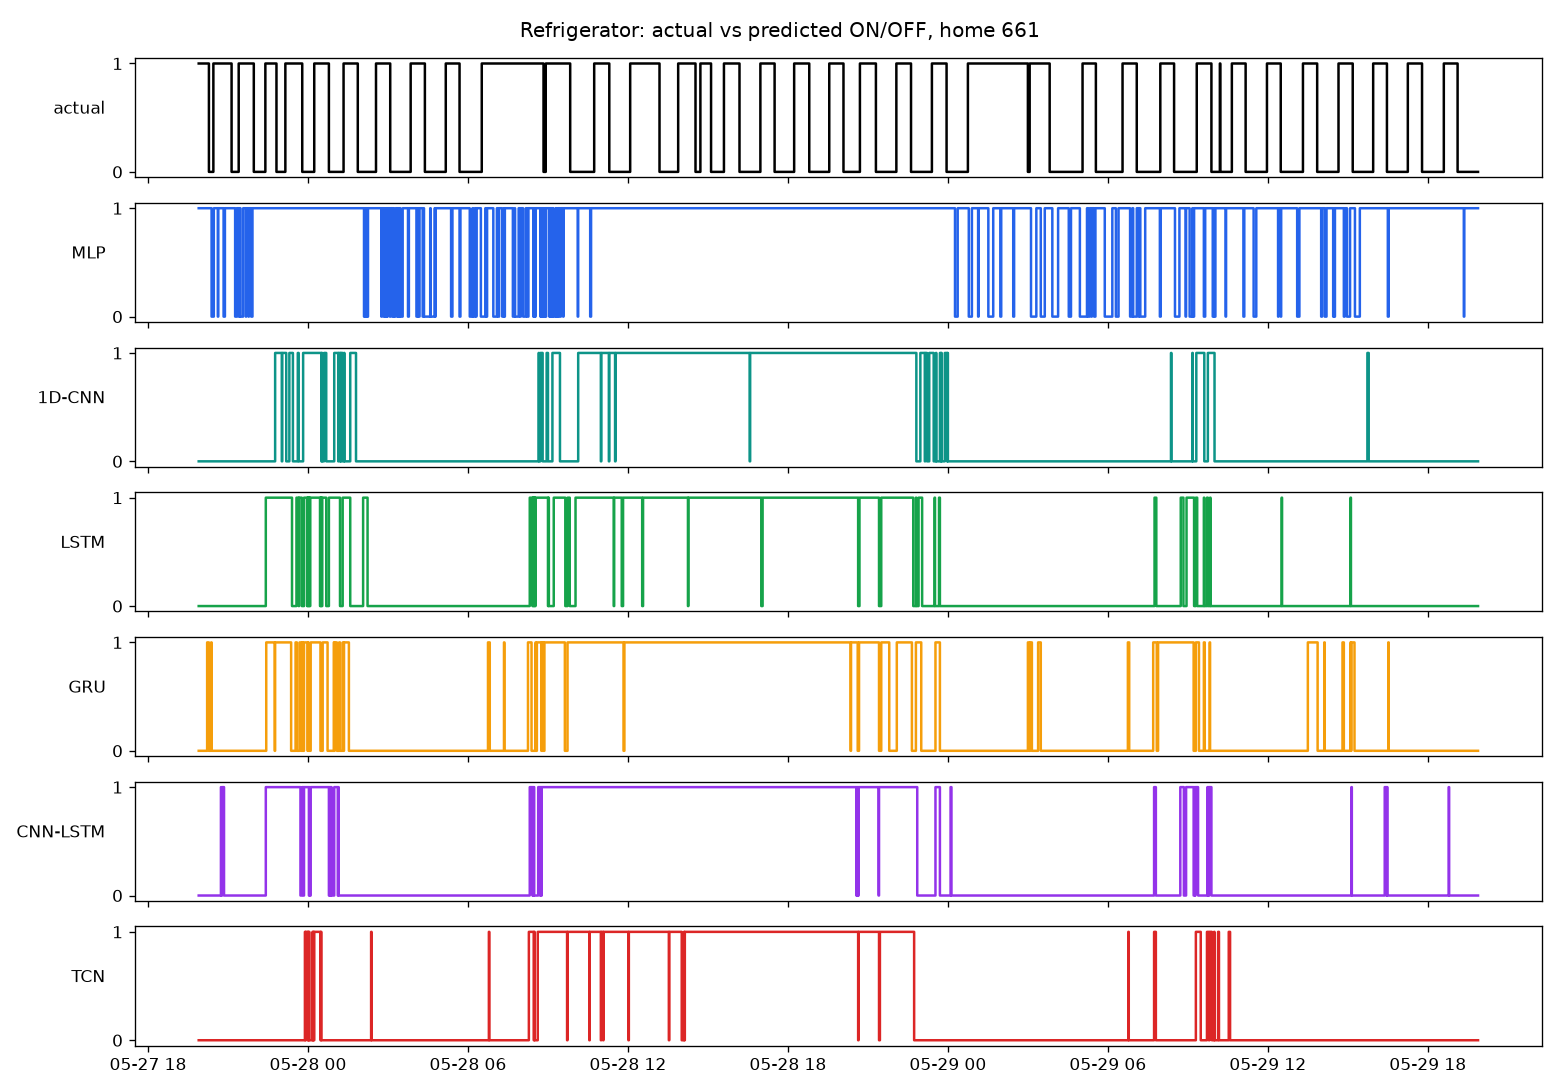 Refrigerator: actual vs predicted ON/OFF, home 661
1
actual
0
1
MLP
0
1
1D-CNN
0
1
LSTM
0
1
GRU
0
1
CNN-LSTM
0
1
TCN
0
05-27 18 05-28 00 05-28 06 05-28 12 05-28 18 05-29 00 05-29 06 05-29 12 05-29 18